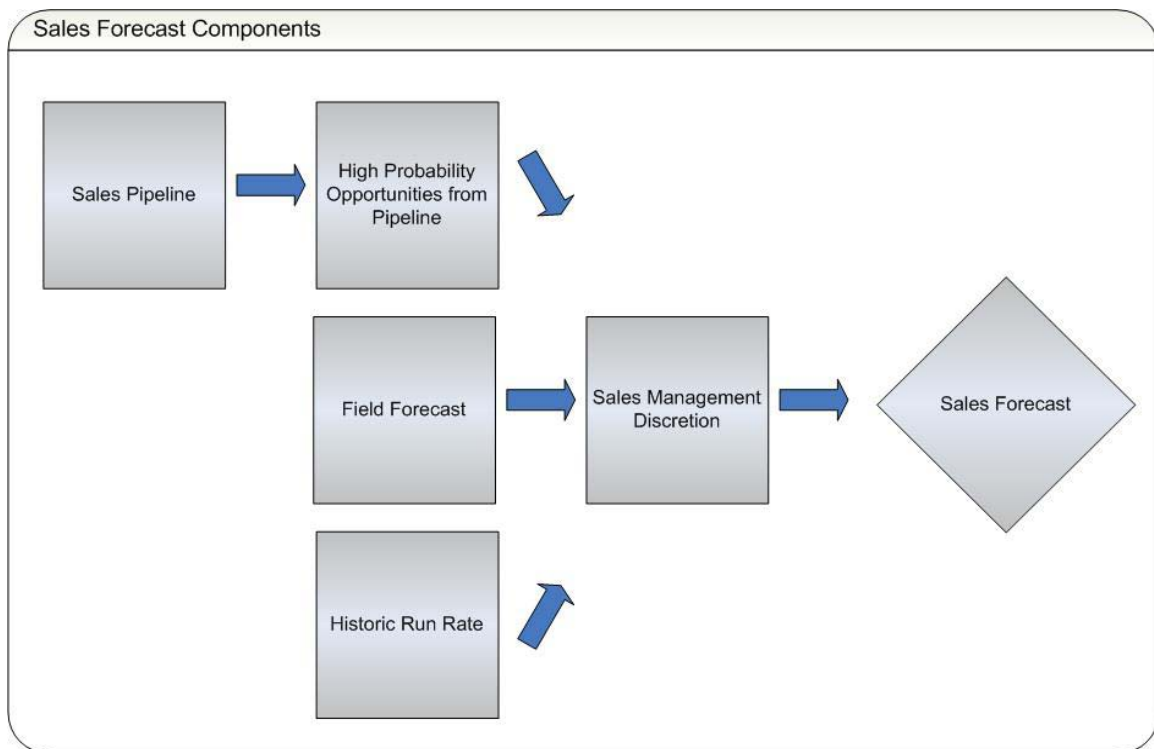 Sales Forecast Components
Sales Pipeline
High Probability
Opportunities from
Pipeline
Field Forecast
Sales Management
Discretion
Sales Forecast
Historic Run Rate